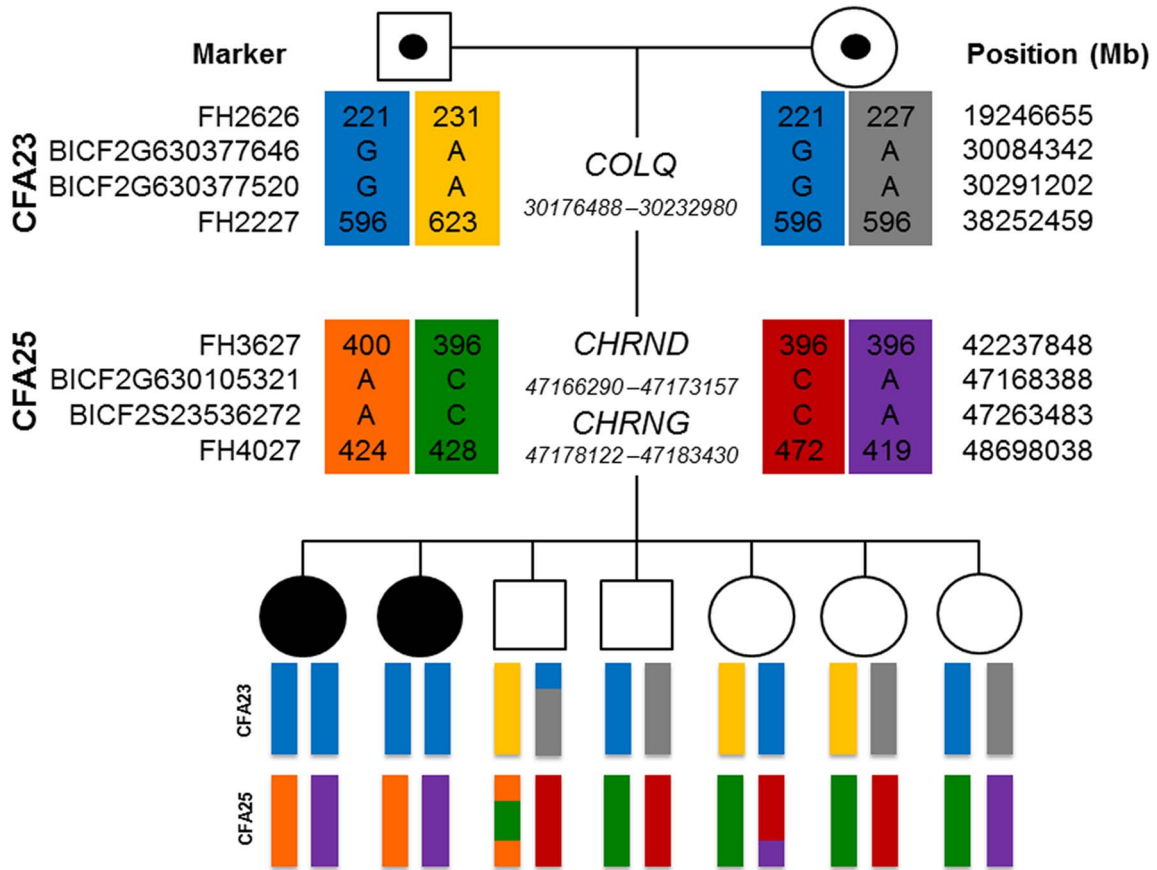 Marker Position (Mb)
CFA23
FH2626 221 231 221 227 19246655
BICF2G630377646 G A G A 30084342
BICF2G630377520 G A COLQ G A 30291202
30176488–30232980
FH2227 596 623 596 596 38252459
CFA25
FH3627 400 396 CHRND 396 396 42237848
BICF2G630105321 A C 47166290–47173157 C A 47168388
BICF2S23536272 A C CHRNG C A 47263483
FH4027 424 428 47178122–47183430 472 419 48698038
CFA23
CFA25